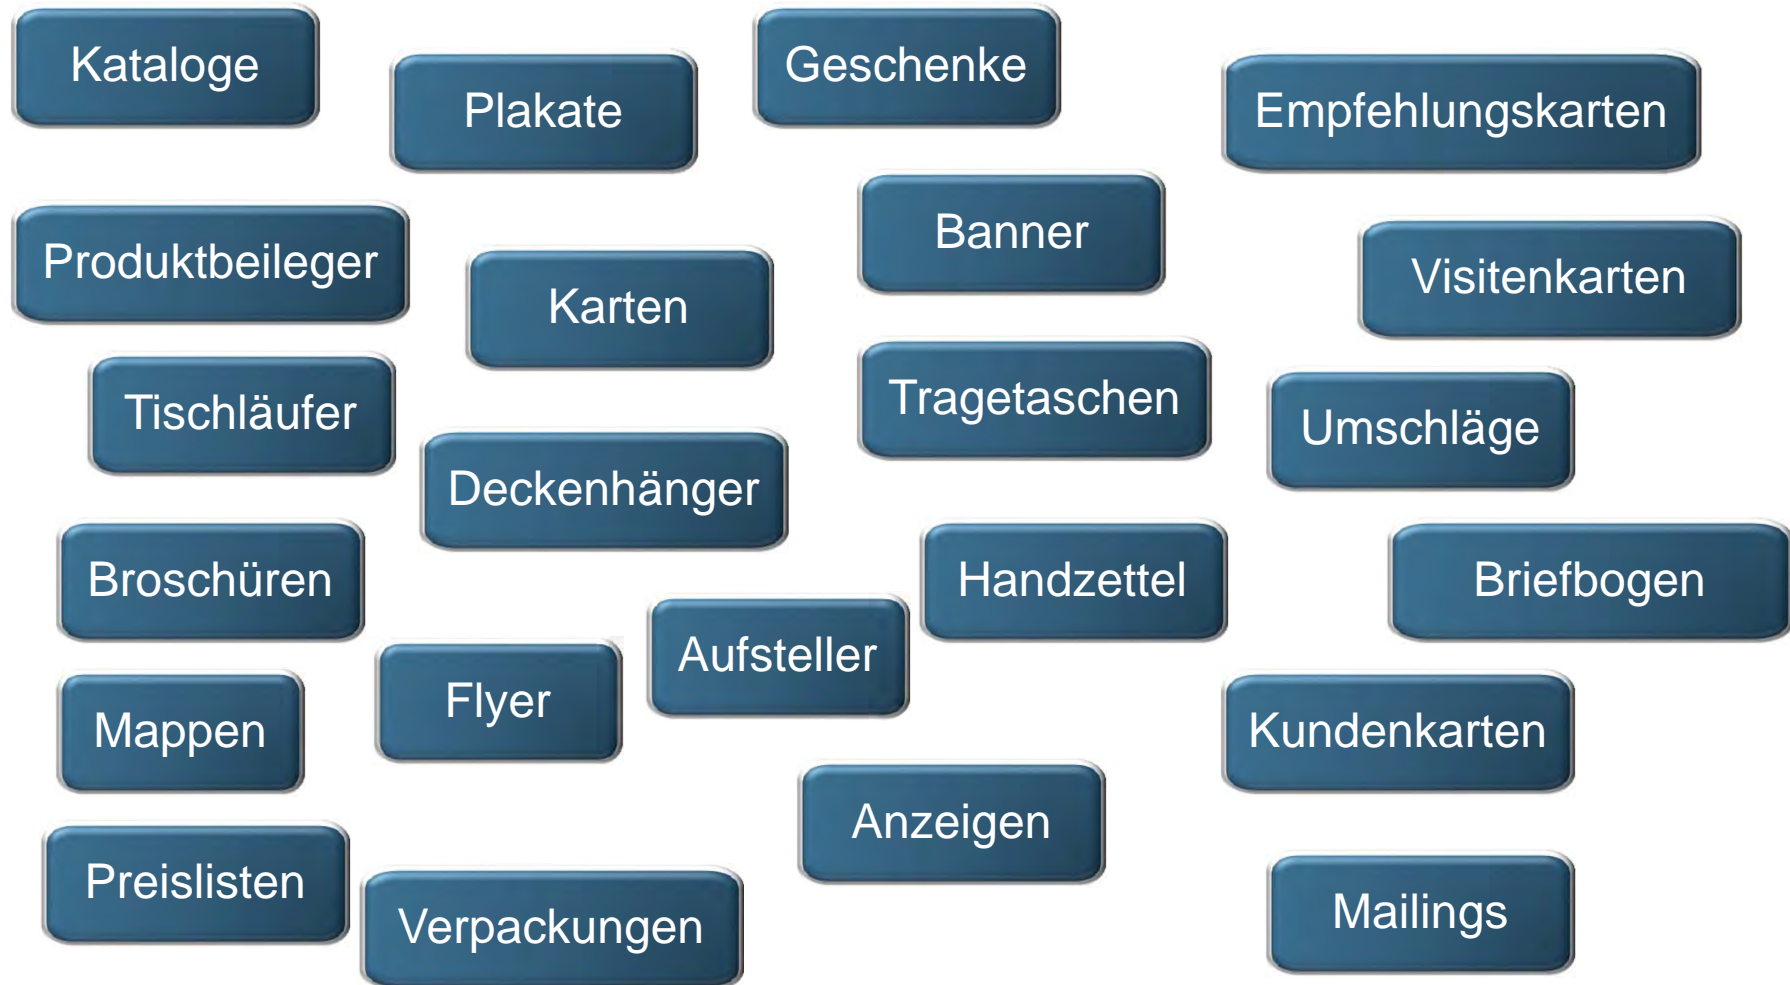 Kataloge
Plakate
Geschenke
Empfehlungskarten
Produktbeileger
Karten
Banner
Visitenkarten
Tischläufer
Deckenhänger
Tragetaschen
Umschläge
Broschüren
Handzettel
Briefbogen
Mappen
Flyer
Aufsteller
Kundenkarten
Anzeigen
Preislisten
Verpackungen
Mailings